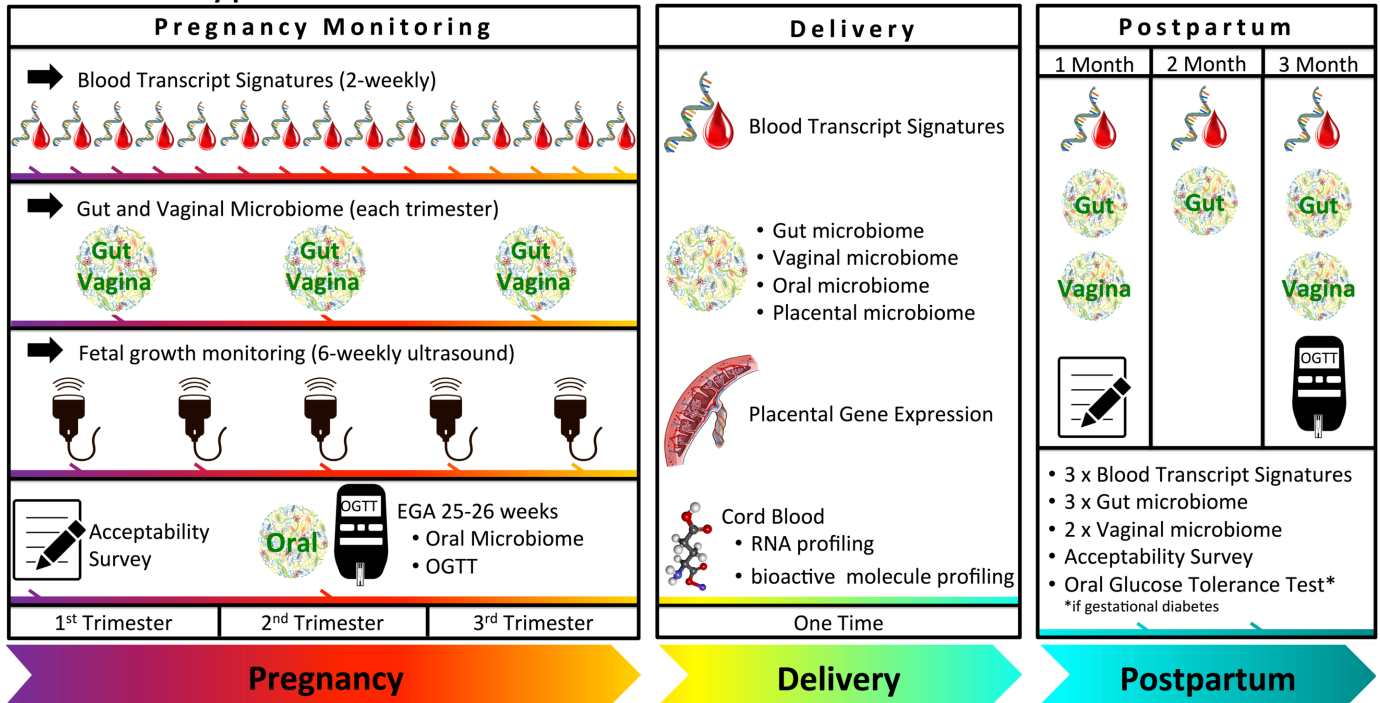 Pregnancy Monitoring
Blood Transcript Signatures (2-weekly)
Gut and Vaginal Microbiome (each trimester)
Gut
Vagina
Gut
Vagina
Gut
Vagina
Fetal growth monitoring (6-weekly ultrasound)
Acceptability
Survey
Oral
OGTT
EGA 25-26 weeks
• Oral Microbiome
• OGTT
1st Trimester
2nd Trimester
3rd Trimester
Pregnancy
Delivery
Blood Transcript Signatures
• Gut microbiome
• Vaginal microbiome
• Oral microbiome
• Placental microbiome
Placental Gene Expression
Cord Blood
• RNA profiling
• bioactive molecule profiling
One Time
Delivery
Postpartum
1 Month
2 Month
3 Month
Gut
Gut
Gut
Vagina
Vagina
OGTT
• 3 x Blood Transcript Signatures
• 3 x Gut microbiome
• 2 x Vaginal microbiome
• Acceptability Survey
• Oral Glucose Tolerance Test*
*if gestational diabetes
Postpartum